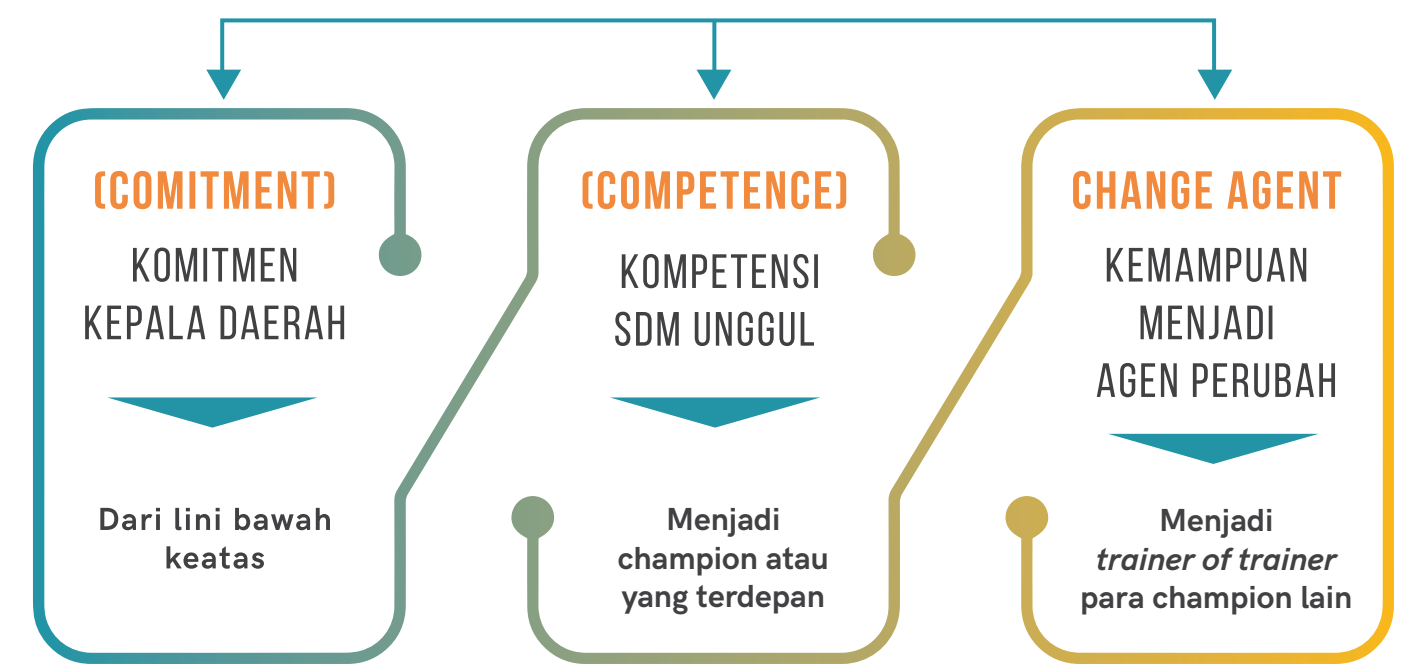 (COMITMENT)
KOMITMEN
KEPALA DAERAH
Dari lini bawah
keatas
(COMPETENCE)
KOMPETENSI
SDM UNGGUL
Menjadi
champion atau
yang terdepan
CHANGE AGENT
KEMAMPUAN
MENJADI
AGEN PERUBAH
Menjadi
trainer of trainer
para champion lain